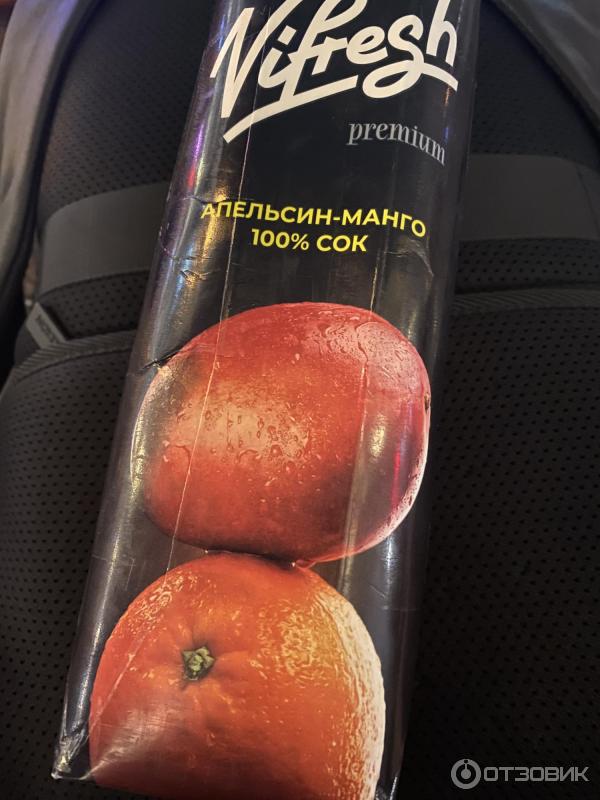 Vifresh
premium
АПЕЛЬСИН-МАНГО
100% СОК
ОТЗОВИК